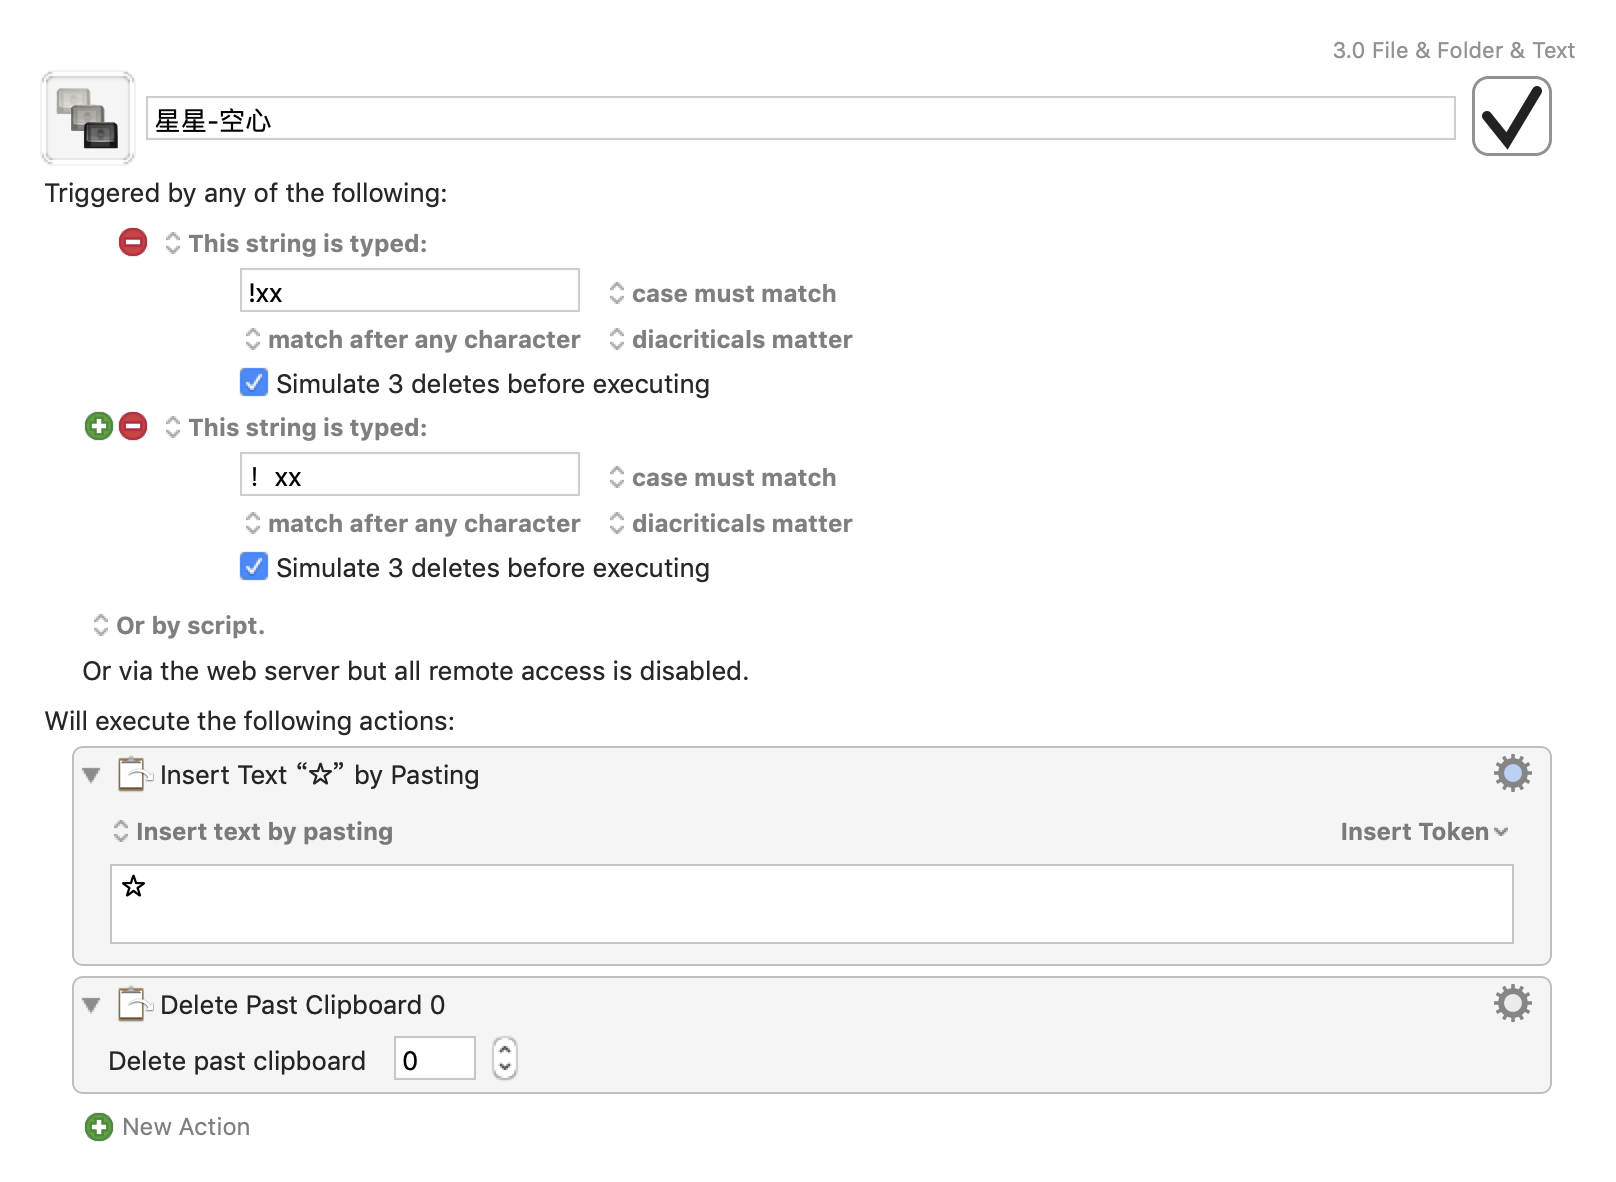 3.0 File & Folder & Text
星星-空心
Triggered by any of the following:
This string is typed:
!xx
case must match
match after any character
diacriticals matter
Simulate 3 deletes before executing
This string is typed:
！xx
case must match
match after any character
diacriticals matter
Simulate 3 deletes before executing
Or by script.
Or via the web server but all remote access is disabled.
Will execute the following actions:
Insert Text “☆” by Pasting
Insert text by pasting
Insert Token
☆
Delete Past Clipboard 0
Delete past clipboard
0
New Action